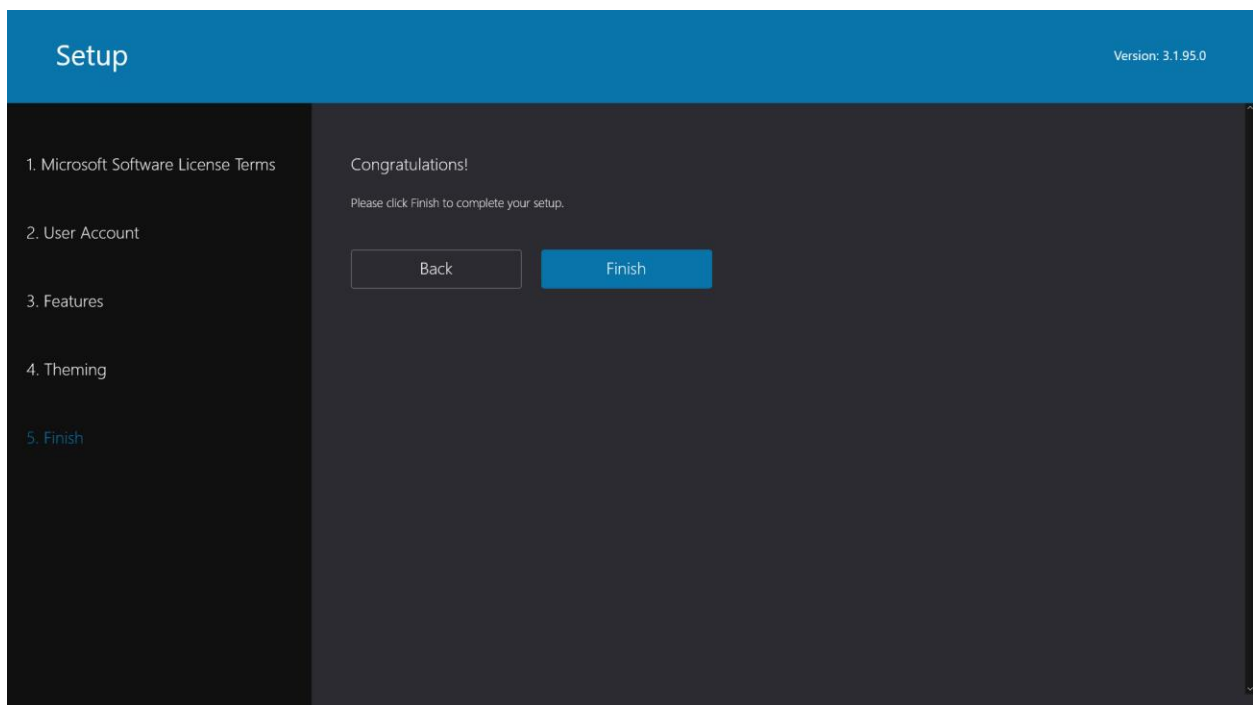 Setup
Version: 3.1.95.0
1. Microsoft Software License Terms
2. User Account
3. Features
4. Theming
5. Finish
Congratulations!
Please click Finish to complete your setup.
Back
Finish